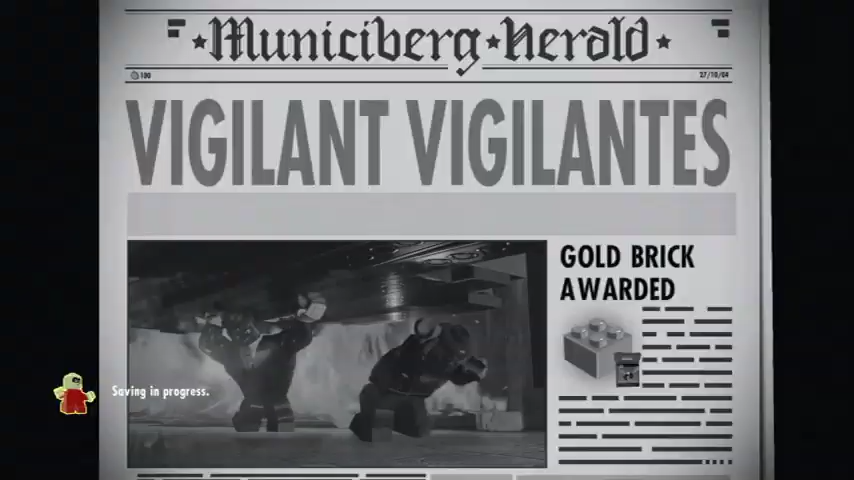 Municiberg Herald
100
27/10/04
VIGILANT VIGILANTES
GOLD BRICK
AWARDED
Saving in progress.